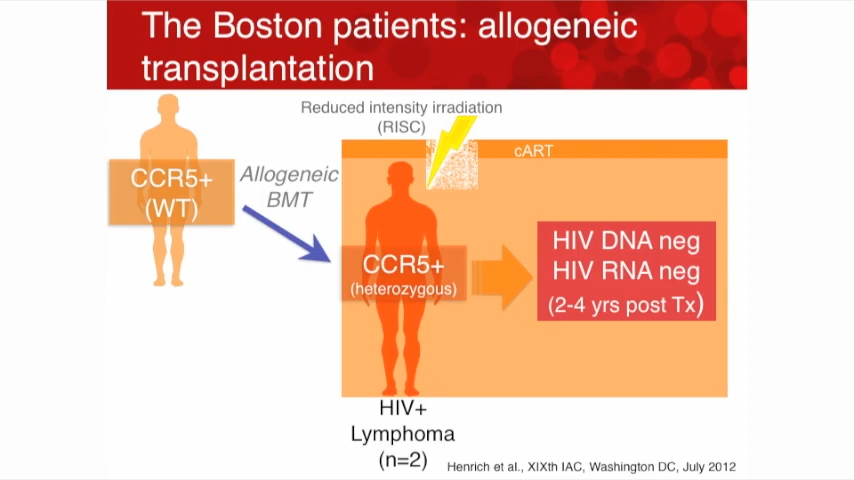 The Boston patients: allogeneic
transplantation
Reduced intensity irradiation
(RISC)
cART
CCR5+
(WT)
Allogeneic
BMT
CCR5+
(heterozygous)
HIV DNA neg
HIV RNA neg
(2-4 yrs post Tx)
HIV+
Lymphoma
(n=2)
Henrich et al., XIXth IAC, Washington DC, July 2012